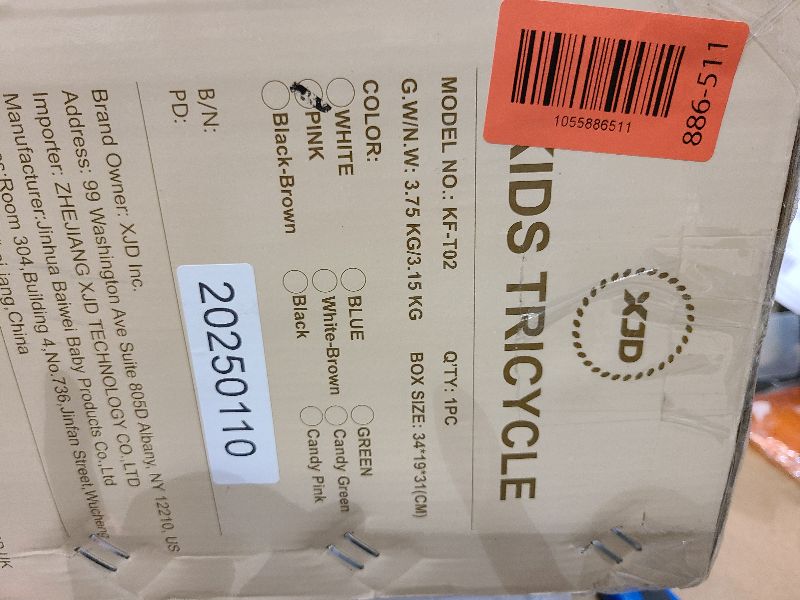 XJD
KIDS TRICYCLE
1055886511
886-511
MODEL NO.: KF-T02 Q'TY: 1PC
G.W/N.W: 3.75 KG/3.15 KG BOX SIZE: 34*19*31(CM)
COLOR:
WHITE BLUE GREEN
PINK White-Brown Candy Green
Black-Brown Black Candy Pink
B/N:
PD:
20250110
Brand Owner: XJD Inc.
Address: 99 Washington Ave Suite 805D Albany, NY 12210, US
Importer: ZHEJIANG XJD TECHNOLOGY CO.,LTD
Manufacturer:Jinhua Baiwei Baby Products Co.,Ltd
Room 304,Building 4,No.736,Jinfan Street,Wucheng
jiang,China
UK